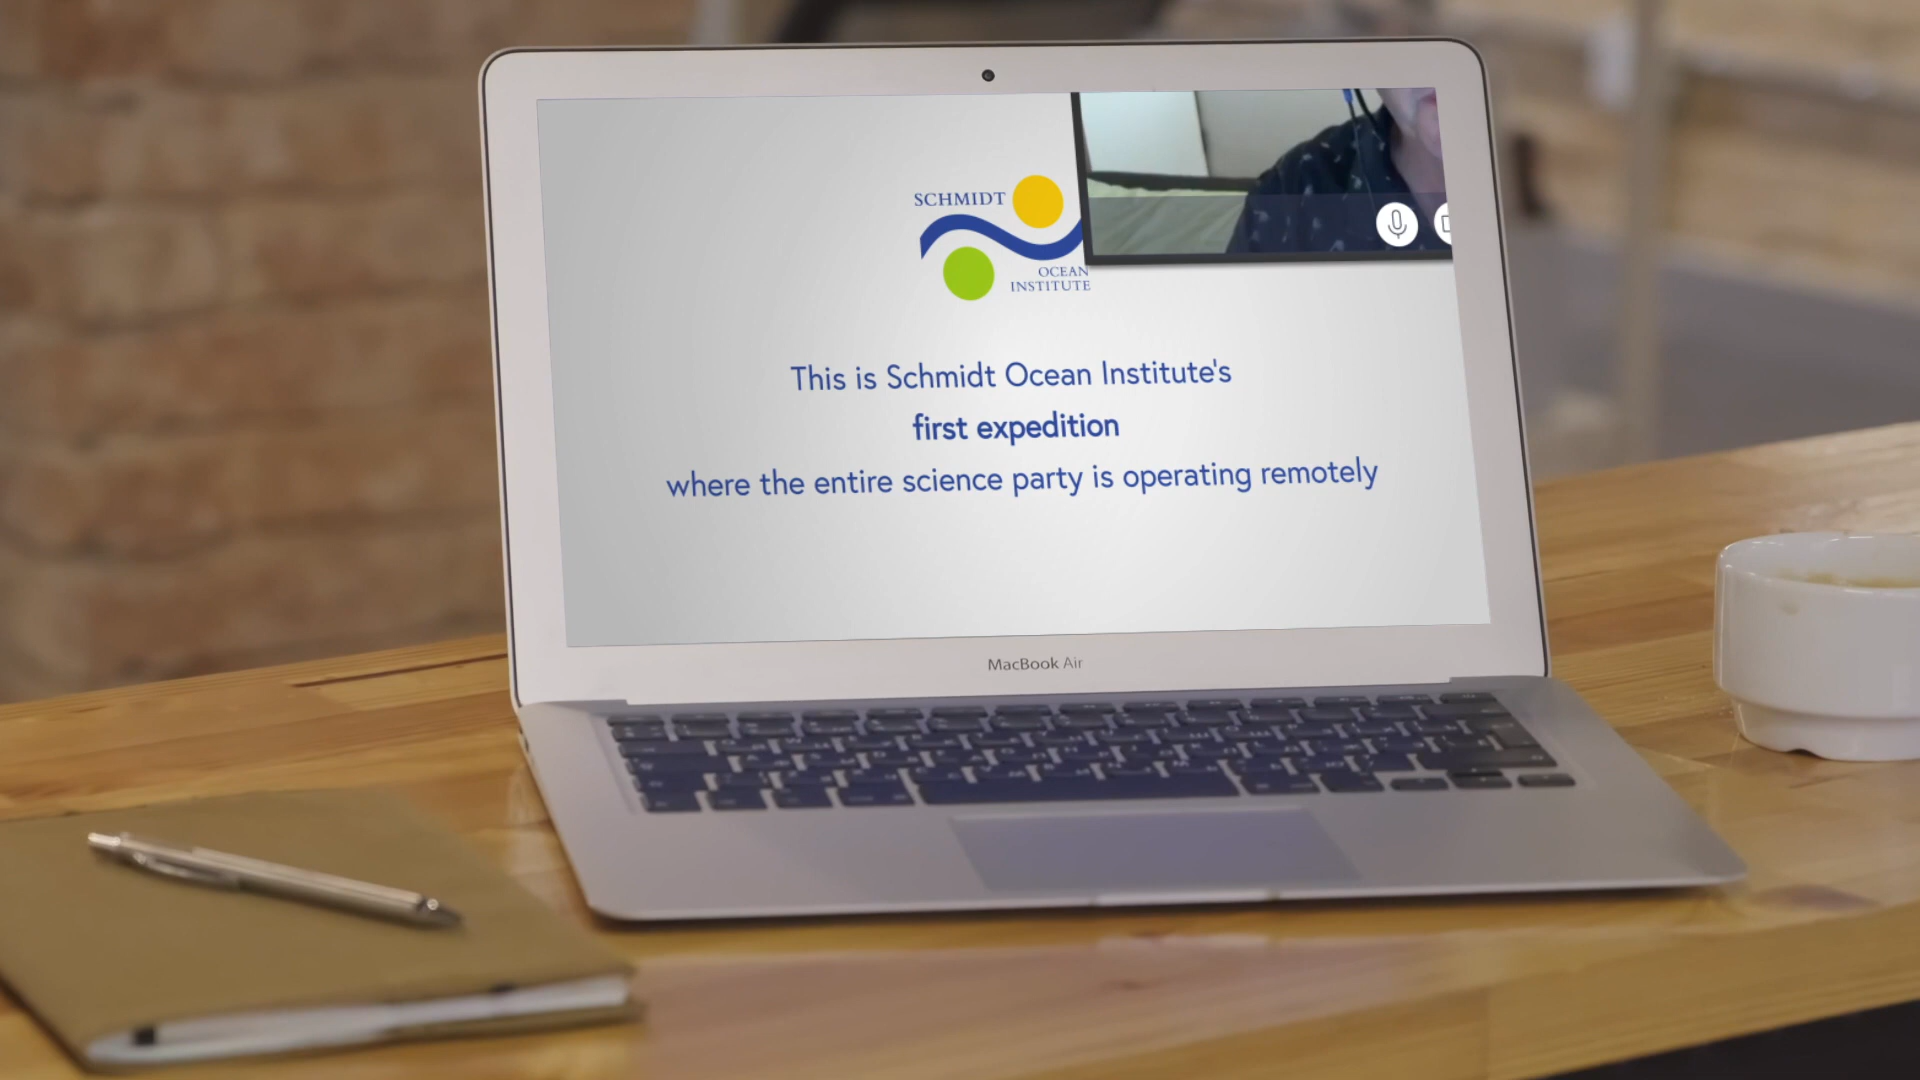 SCHMIDT
OCEAN
INSTITUTE
This is Schmidt Ocean Institute's
first expedition
where the entire science party is operating remotely
MacBook Air